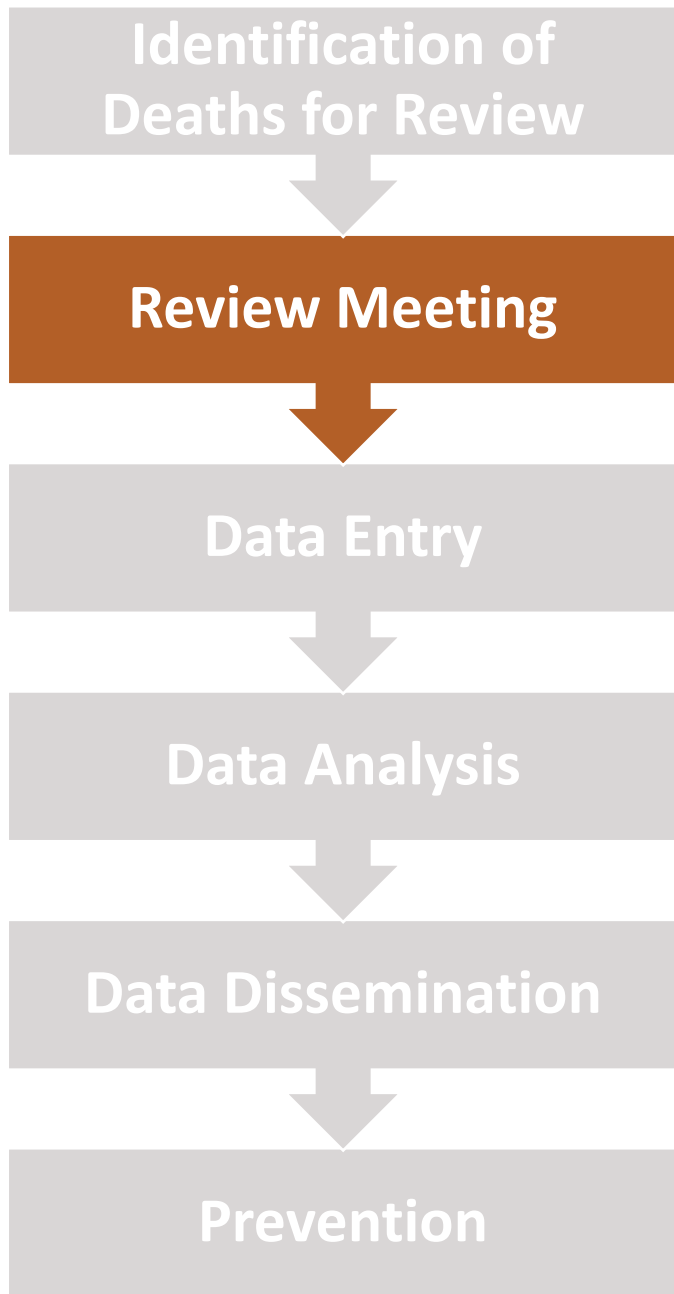 Identification of
Deaths for Review
Review Meeting
Data Entry
Data Analysis
Data Dissemination
Prevention